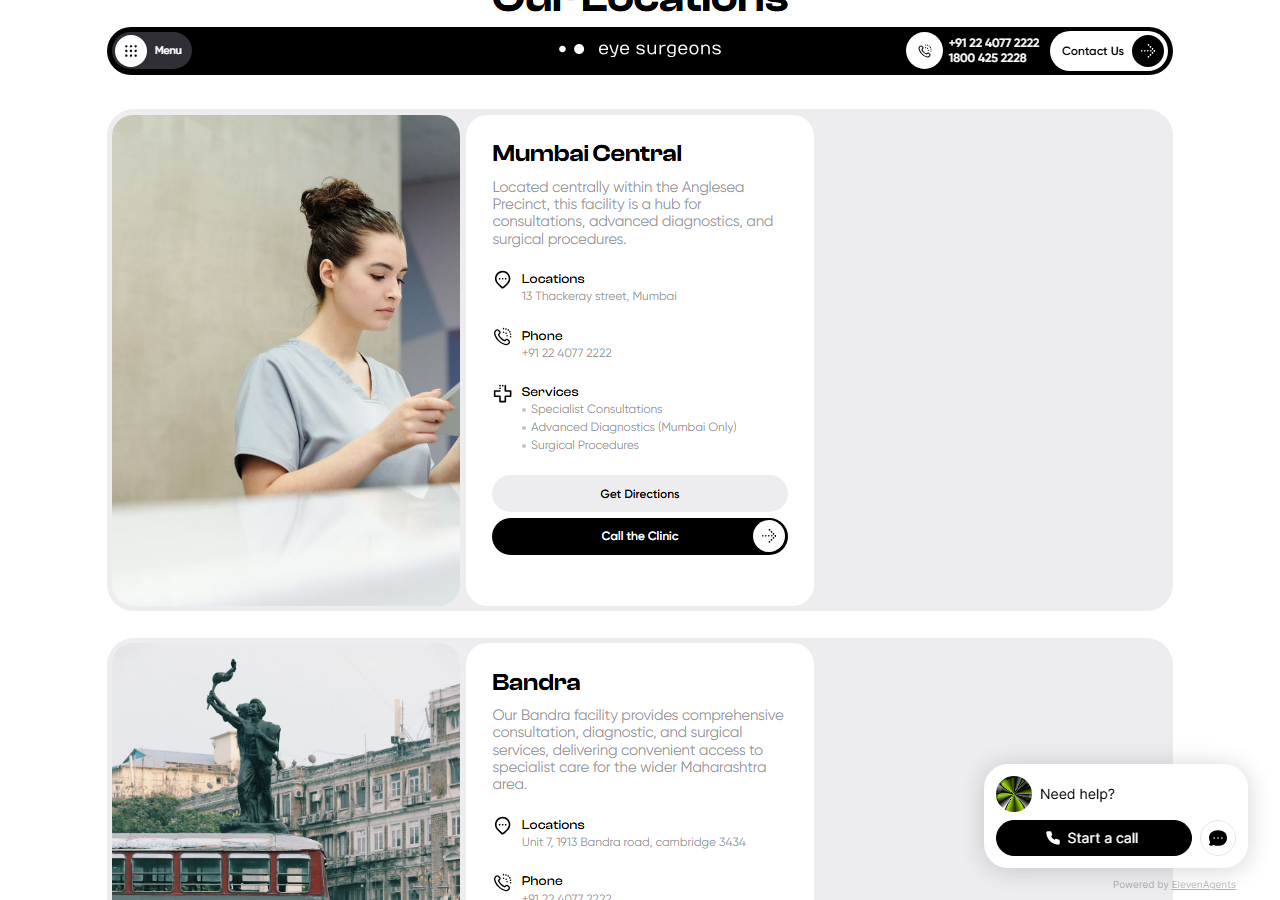 Our Locations
Menu
eye surgeons
+91 22 4077 2222
1800 425 2228
Contact Us
Mumbai Central
Located centrally within the Anglesea
Precinct, this facility is a hub for
consultations, advanced diagnostics, and
surgical procedures.
Locations
13 Thackeray street, Mumbai
Phone
+91 22 4077 2222
Services
Specialist Consultations
Advanced Diagnostics (Mumbai Only)
Surgical Procedures
Get Directions
Call the Clinic
Bandra
Our Bandra facility provides comprehensive
consultation, diagnostic, and surgical
services, delivering convenient access to
specialist care for the wider Maharashtra
area.
Locations
Unit 7, 1913 Bandra road, cambridge 3434
Phone
+91 22 4077 2222
Need help?
Start a call
Powered by ElevenAgents